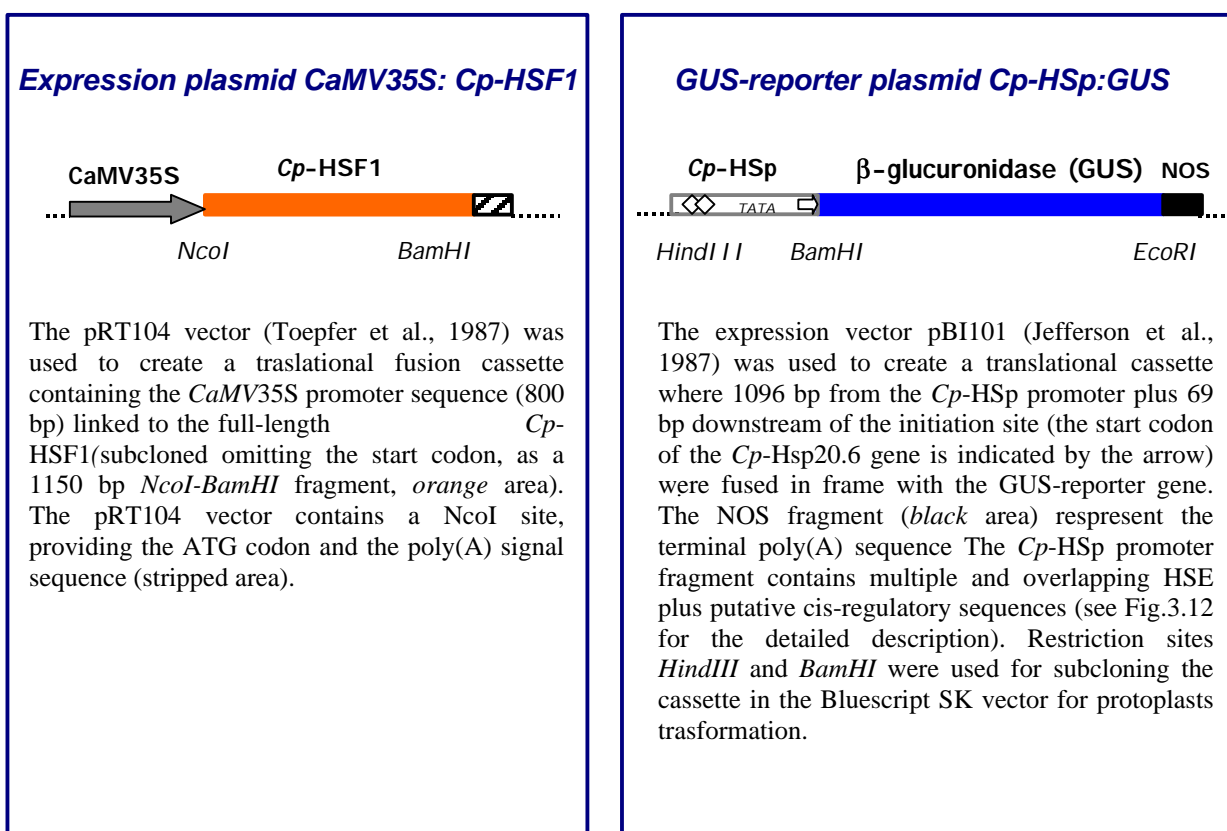 Expression plasmid CaMV35S: Cp-HSF1
CaMV35S
Cp-HSF1
NcoI
BamHI
The pRT104 vector (Toepfer et al., 1987) was
used to create a traslational fusion cassette
containing the CaMV35S promoter sequence (800
bp) linked to the full-length Cp-
HSF1(subcloned omitting the start codon, as a
1150 bp NcoI-BamHI fragment, orange area).
The pRT104 vector contains a NcoI site,
providing the ATG codon and the poly(A) signal
sequence (stripped area).
GUS-reporter plasmid Cp-HSp:GUS
Cp-HSp
β-glucuronidase (GUS)
NOS
TATA
HindIII
BamHI
EcoRI
The expression vector pBI101 (Jefferson et al.,
1987) was used to create a translational cassette
where 1096 bp from the Cp-HSp promoter plus 69
bp downstream of the initiation site (the start codon
of the Cp-Hsp20.6 gene is indicated by the arrow)
were fused in frame with the GUS-reporter gene.
The NOS fragment (black area) respresent the
terminal poly(A) sequence The Cp-HSp promoter
fragment contains multiple and overlapping HSE
plus putative cis-regulatory sequences (see Fig.3.12
for the detailed description). Restriction sites
HindIII and BamHI were used for subcloning the
cassette in the Bluescript SK vector for protoplasts
trasformation.